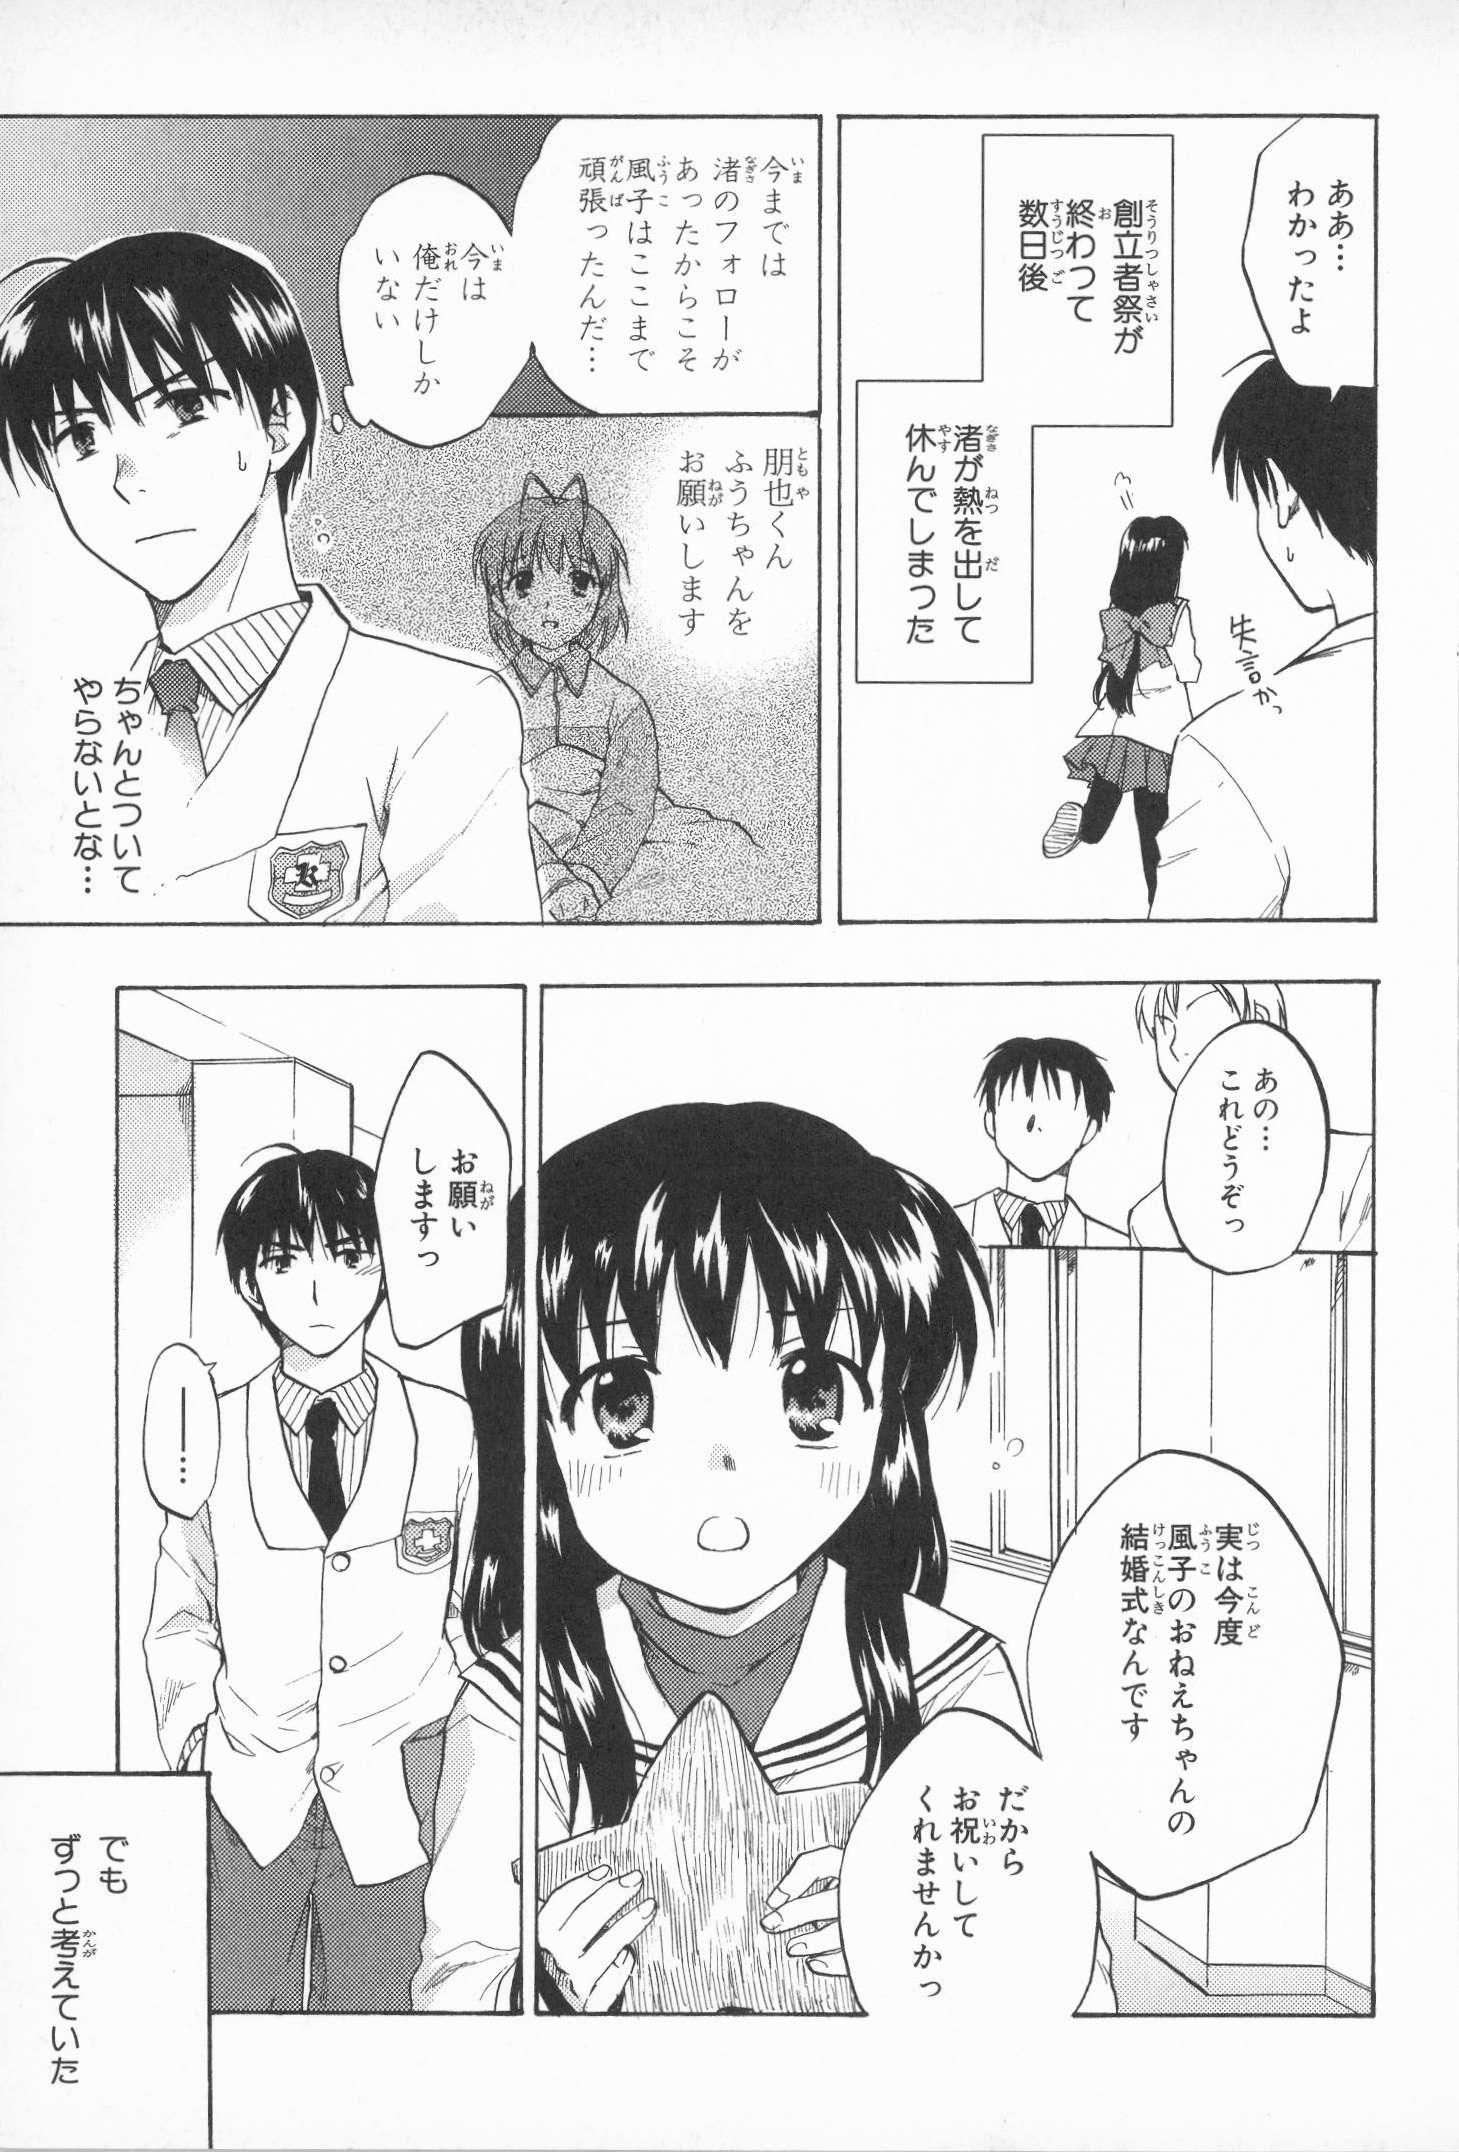 ああ…
わかったよ
創立者祭が
終わって
数日後
渚が熱を出して
休んでしまった
失言かっ
今までは
渚のフォローが
あったからこそ
風子はここまで
頑張ったんだ…
今は
俺だけしか
いない
朋也くん
ふうちゃんを
お願いします
ちゃんとついて
やらないとな…
あの…
これどうぞっ
実は今度
風子のおねえちゃんの
結婚式なんです
だから
お祝いして
くれませんかっ
お願い
しますっ
――…
でも
ずっと考えていた